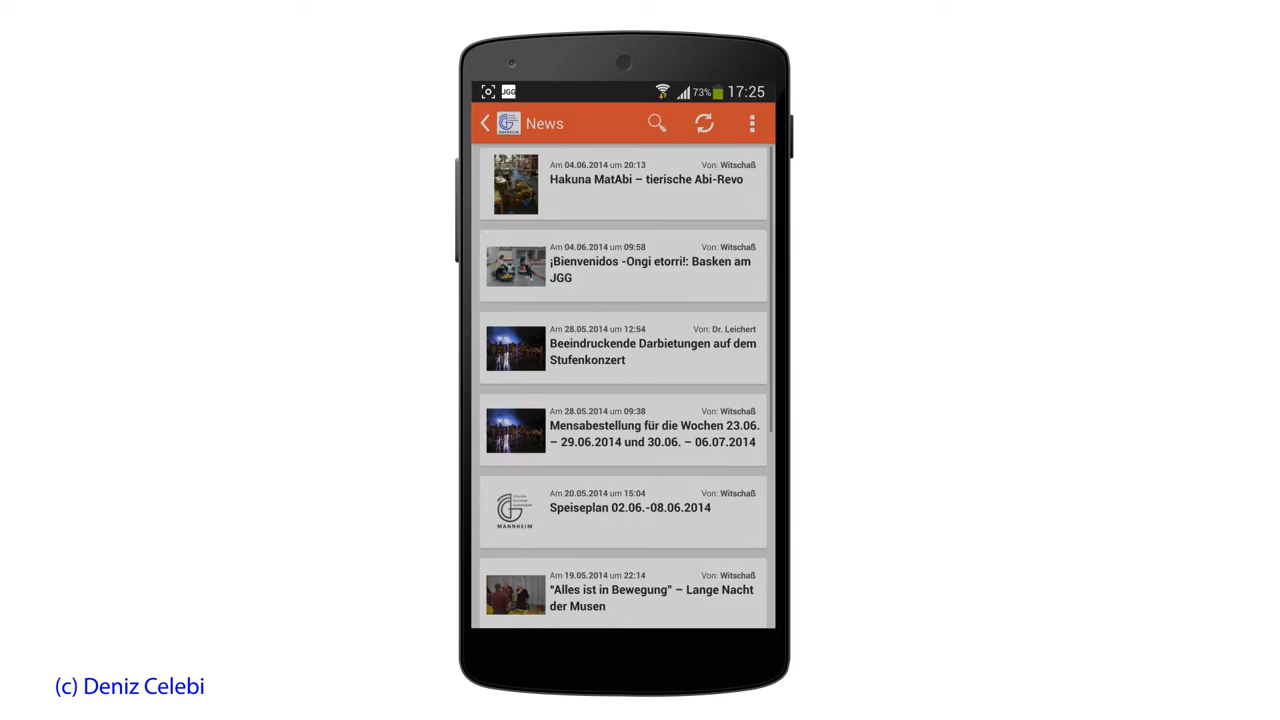 JGG
73%
17:25
MANNHEIM
News
Am 04.06.2014 um 20:13
Von: Witschaß
Hakuna MatAbi – tierische Abi-Revo
Am 04.06.2014 um 09:58
Von: Witschaß
¡Bienvenidos -Ongi etorri!: Basken am
JGG
Am 28.05.2014 um 12:54
Von: Dr. Leichert
Beeindruckende Darbietungen auf dem
Stufenkonzert
Am 28.05.2014 um 09:38
Von: Witschaß
Mensabestellung für die Wochen 23.06.
– 29.06.2014 und 30.06. – 06.07.2014
MANNHEIM
Am 20.05.2014 um 15:04
Von: Witschaß
Speiseplan 02.06.-08.06.2014
Am 19.05.2014 um 22:14
Von: Witschaß
“Alles ist in Bewegung” – Lange Nacht
der Musen
(c) Deniz Celebi